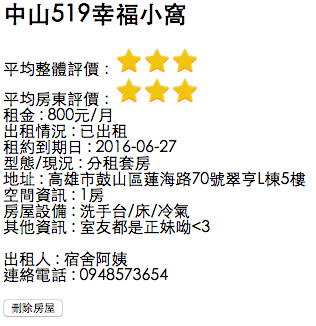 中山519幸福小窩
平均整體評價：
平均房東評價：
租金：800元/月
出租情況：已出租
租約到期日：2016-06-27
型態/現況：分租套房
地址：高雄市鼓山區蓮海路70號翠亨L棟5樓
空間資訊：1房
房屋設備：洗手台/床/冷氣
其他資訊：室友都是正妹呦<3
出租人：宿舍阿姨
連絡電話：0948573654
刪除房屋